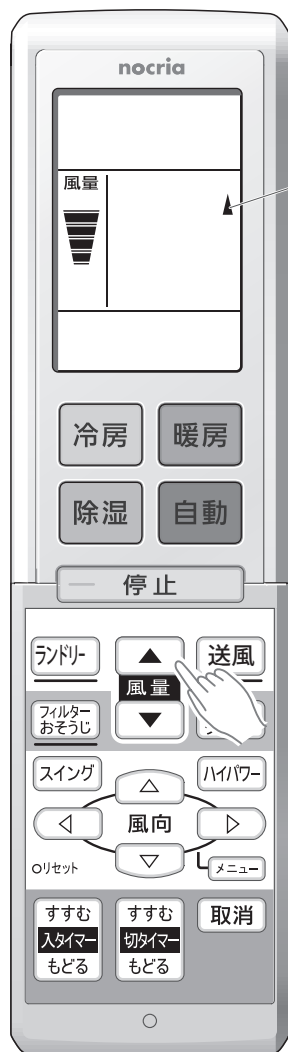 nocria
風量
冷房
暖房
除湿
自動
停止
ランドリー
風量
送風
フィルター
おそうじ
スイング
ハイパワー
風向
リセット
メニュー
すすむ
入タイマー
もどる
すすむ
切タイマー
もどる
取消